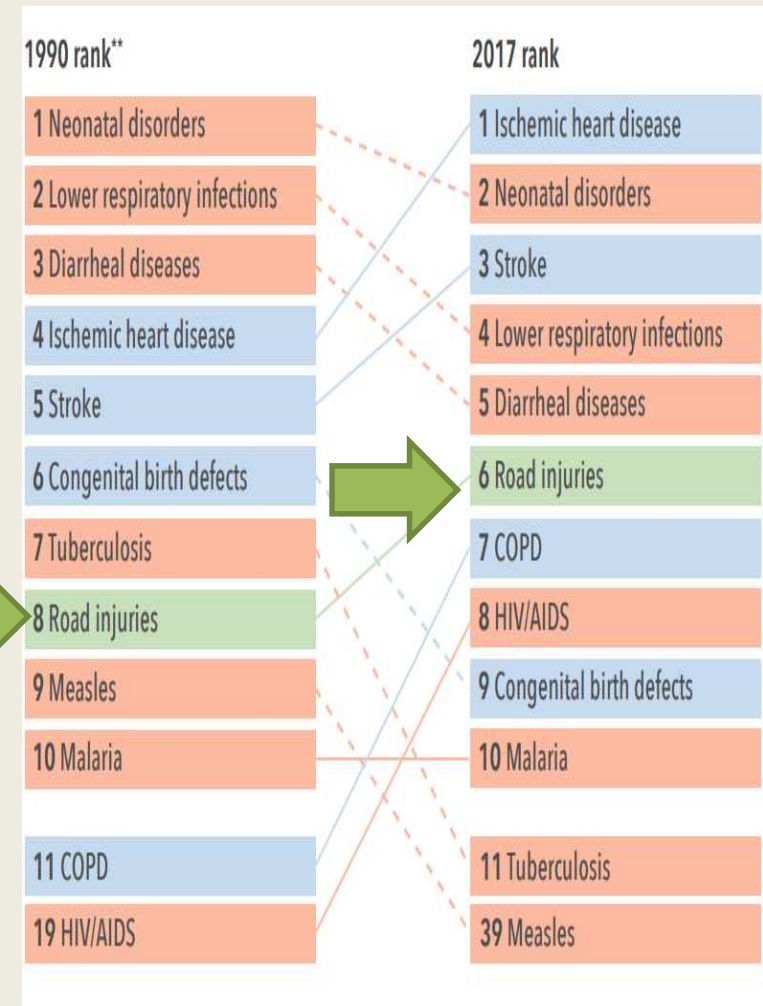 1990 rank**
1 Neonatal disorders
2 Lower respiratory infections
3 Diarrheal diseases
4 Ischemic heart disease
5 Stroke
6 Congenital birth defects
7 Tuberculosis
8 Road injuries
9 Measles
10 Malaria
11 COPD
19 HIV/AIDS
2017 rank
1 Ischemic heart disease
2 Neonatal disorders
3 Stroke
4 Lower respiratory infections
5 Diarrheal diseases
6 Road injuries
7 COPD
8 HIV/AIDS
9 Congenital birth defects
10 Malaria
11 Tuberculosis
39 Measles